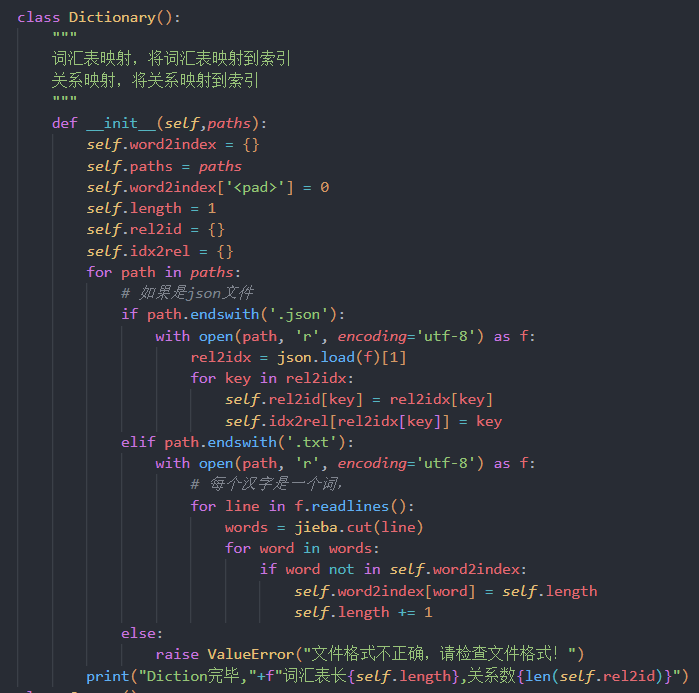 class Dictionary():
    """
    词汇表映射，将词汇表映射到索引
    关系映射，将关系映射到索引
    """
    def __init__(self,paths):
        self.word2index = {}
        self.paths = paths
        self.word2index['<pad>'] = 0
        self.length = 1
        self.rel2id = {}
        self.idx2rel = {}
        for path in paths:
            # 如果是json文件
            if path.endswith('.json'):
                with open(path, 'r', encoding='utf-8') as f:
                    rel2idx = json.load(f)[1]
                    for key in rel2idx:
                        self.rel2id[key] = rel2idx[key]
                        self.idx2rel[rel2idx[key]] = key
            elif path.endswith('.txt'):
                with open(path, 'r', encoding='utf-8') as f:
                    # 每个汉字是一个词，
                    for line in f.readlines():
                        words = jieba.cut(line)
                        for word in words:
                            if word not in self.word2index:
                                self.word2index[word] = self.length
                                self.length += 1
            else:
                raise ValueError("文件格式不正确，请检查文件格式！")
        print("Diction完毕,"+f"词汇表长{self.length},关系数{len(self.rel2id)}")